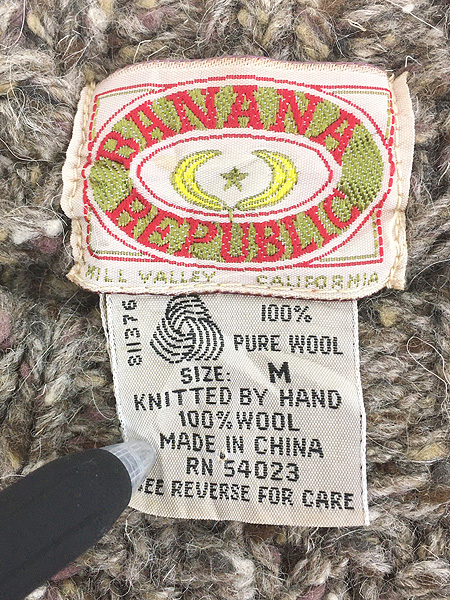 BANANA
REPUBLIC
MILL VALLEY CALIFORNIA
811376
100%
PURE WOOL
SIZE: M
KNITTED BY HAND
100% WOOL
MADE IN CHINA
RN 54023
SEE REVERSE FOR CARE